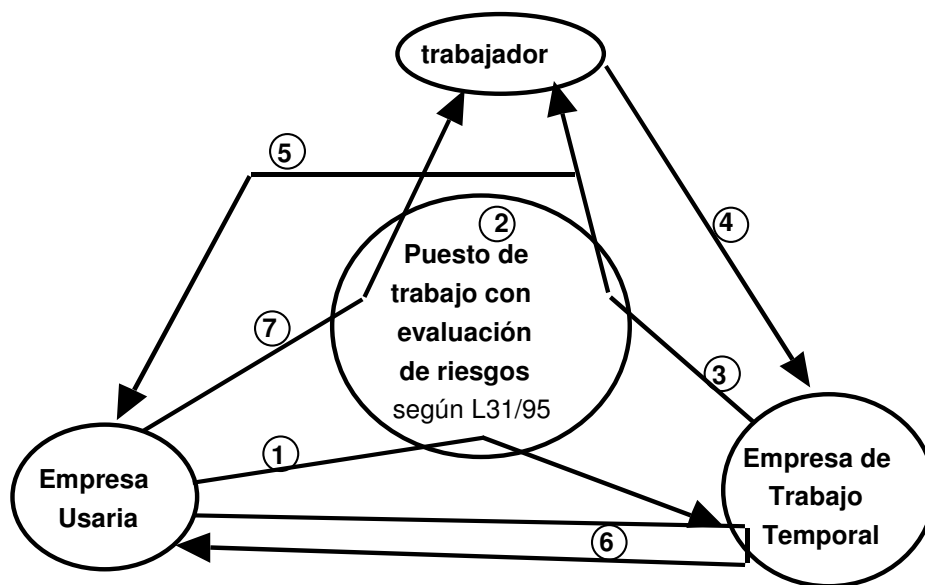 trabajador
5
2
4
Puesto de
trabajo con
evaluación
de riesgos
según L31/95
7
3
1
Empresa
Usaria
Empresa de
Trabajo
Temporal
6